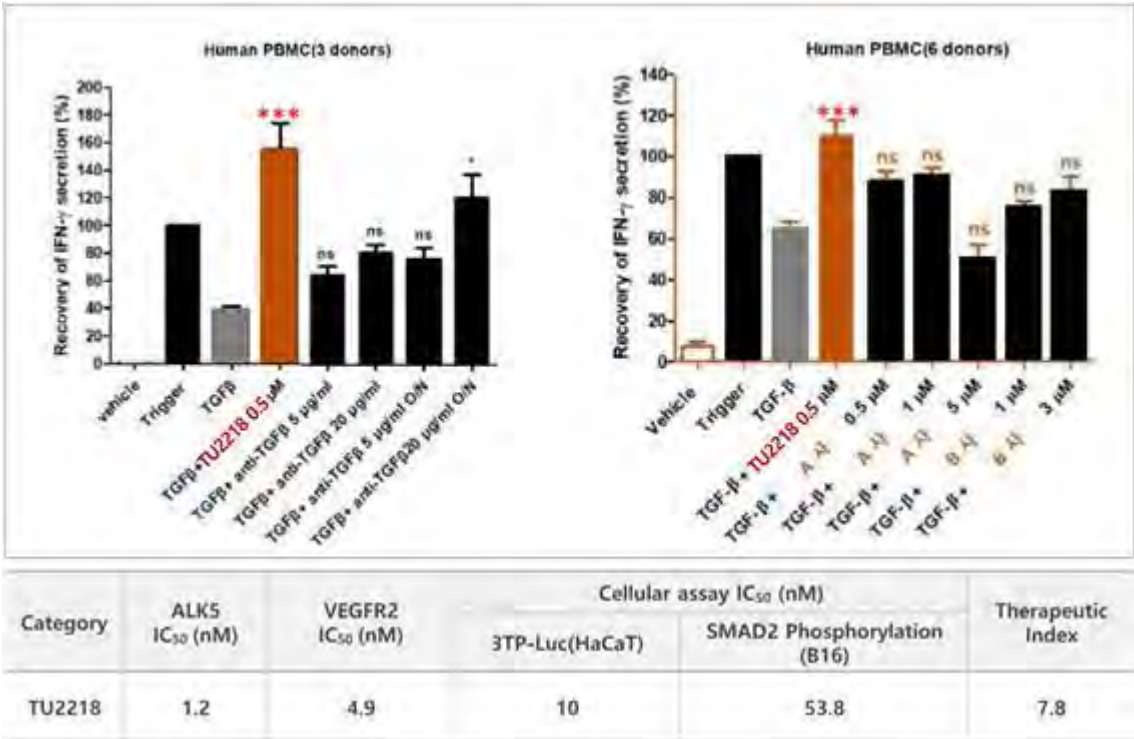 Human PBMC(3 donors)
Recovery of IFN-γ secretion (%)
200
180
160
140
120
100
80
60
40
20
0
***
ns
ns
ns
*
vehicle
Trigger
TGFβ
TGFβ+TU2218 0.5 μM
TGFβ+ anti-TGFβ 5 μg/ml
TGFβ+ anti-TGFβ 20 μg/ml
TGFβ+ anti-TGFβ 5 μg/ml O/N
TGFβ+ anti-TGFβ20 μg/ml O/N
Human PBMC(6 donors)
Recovery of IFN-γ secretion (%)
140
120
100
80
60
40
20
0
***
ns
ns
ns
ns
ns
Vehicle
Trigger
TGF-β
TGF-β+ TU2218 0.5 μM
TGF-β+ A 사 0.5 μM
TGF-β+ A 사 1 μM
TGF-β+ A 사 5 μM
TGF-β+ B 사 1 μM
TGF-β+ B 사 3 μM
Category
ALK5
IC₅₀ (nM)
VEGFR2
IC₅₀ (nM)
Cellular assay IC₅₀ (nM)
3TP-Luc(HaCaT)
SMAD2 Phosphorylation
(B16)
Therapeutic
Index
TU2218
1.2
4.9
10
53.8
7.8